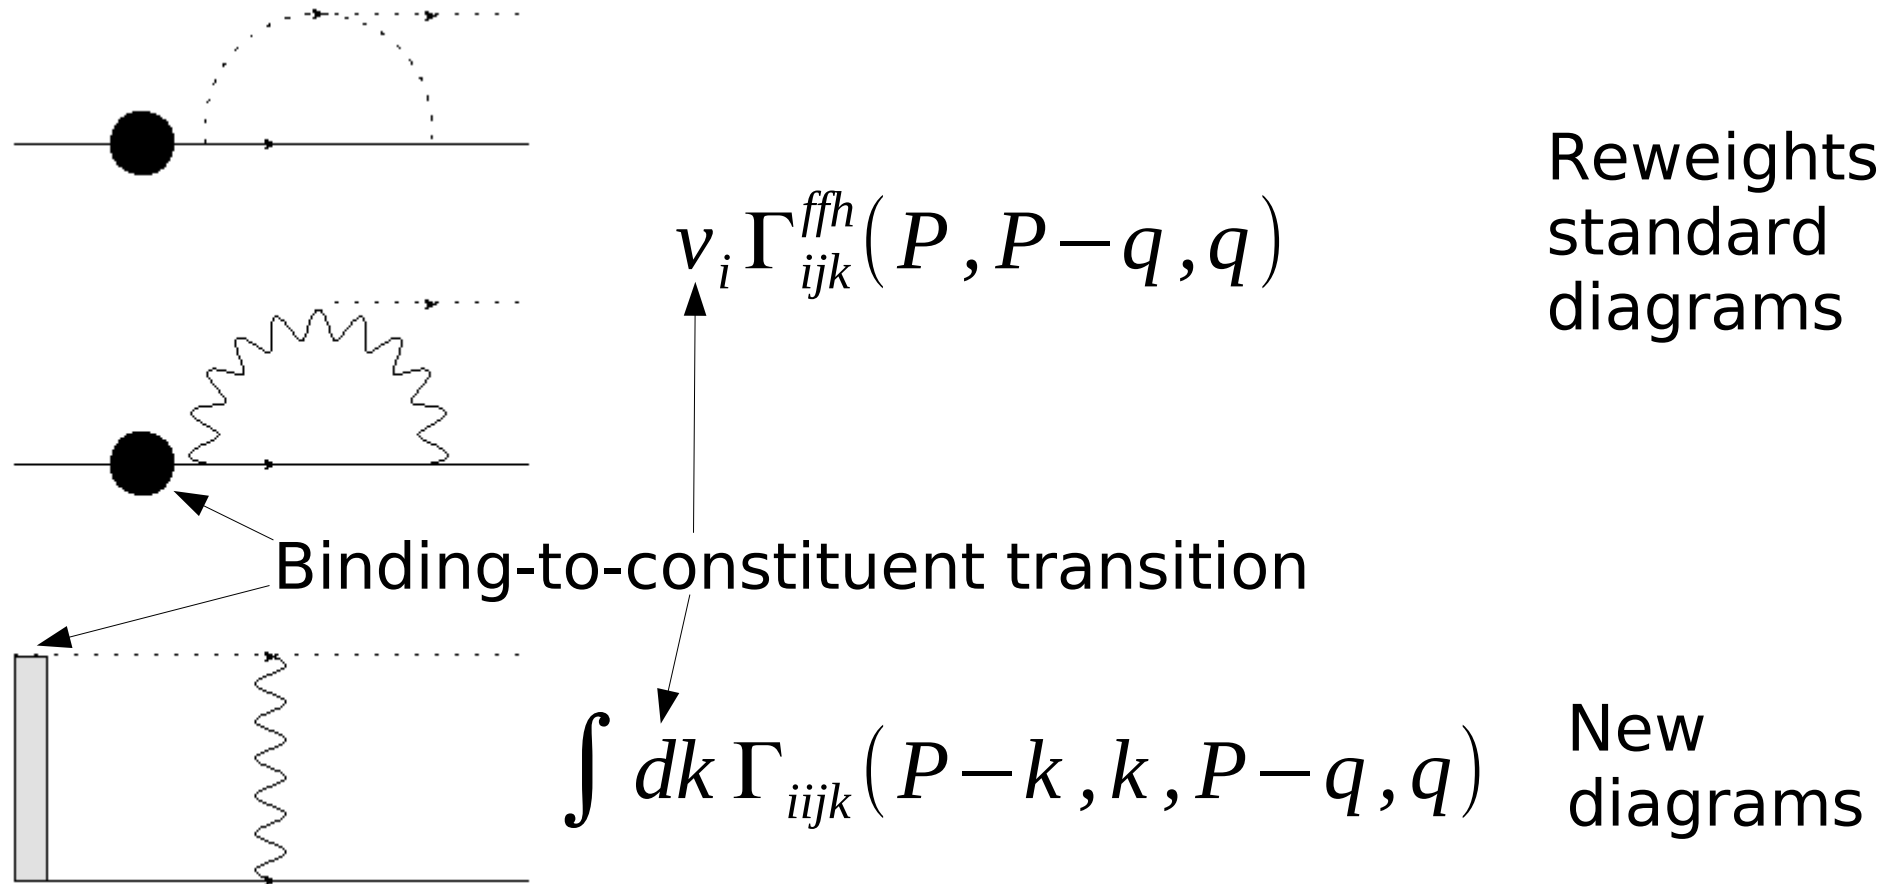 Reweights
standard
diagrams
v_i Γ^{ffh}_{ijk}(P, P−q, q)
Binding-to-constituent transition
∫ dk Γ_{iijk}(P−k, k, P−q, q)
New
diagrams